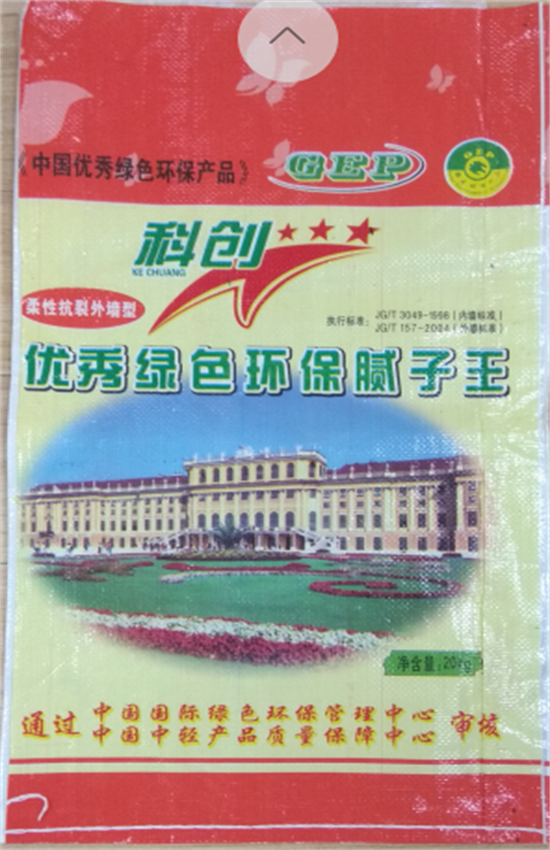 《中国优秀绿色环保产品》
GEP
GEP
科创
KE CHUANG
柔性抗裂外墙型
执行标准:
JG/T 3049-1998(内墙标准)
JG/T 157-2004(外墙标准)
优秀绿色环保腻子王
净含量:20kg
通过
中国国际绿色环保管理中心
中国中轻产品质量保障中心
审核